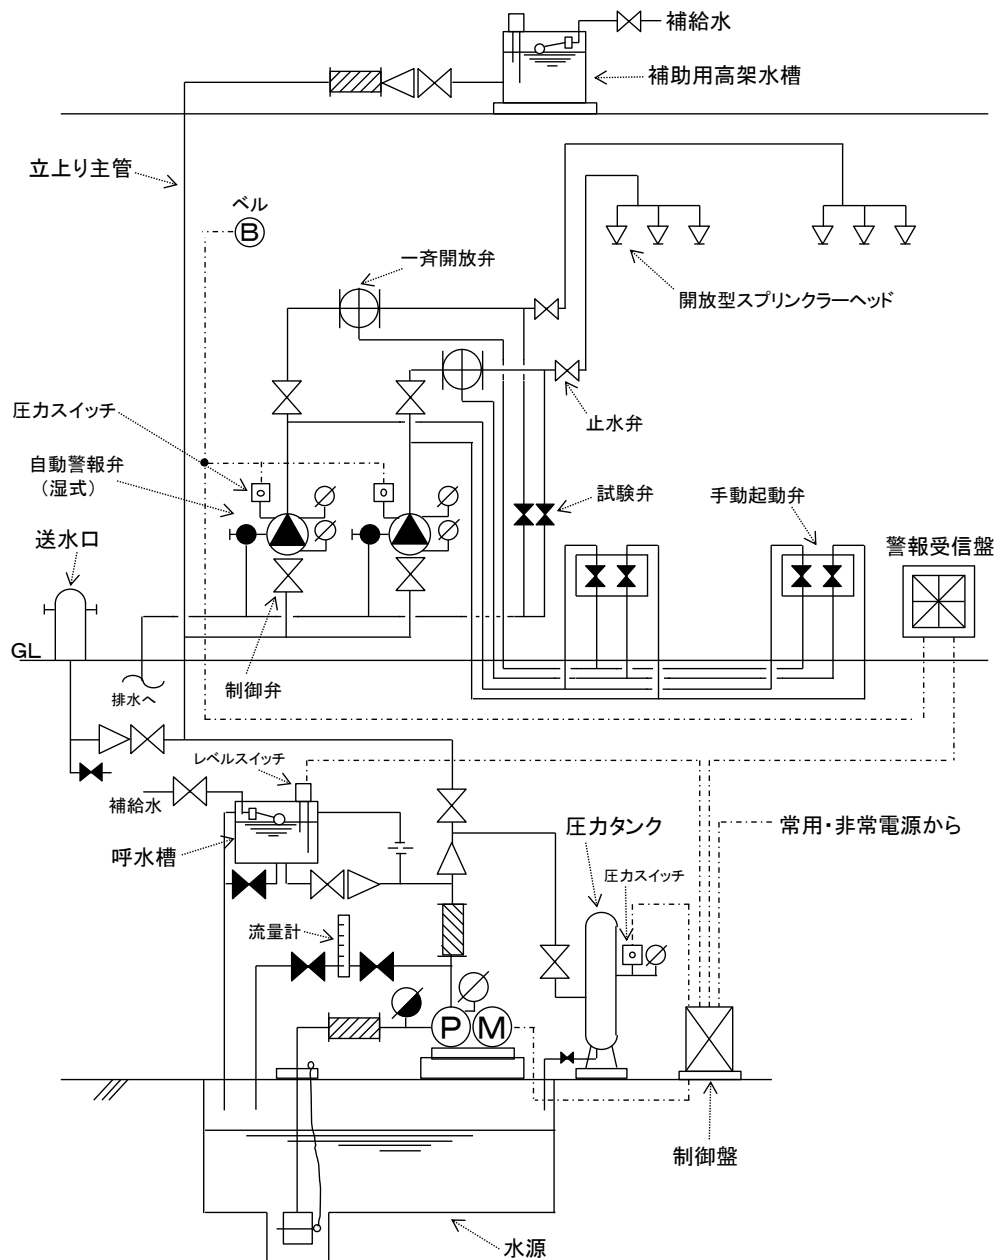 補給水
補助用高架水槽
立上り主管
ベル
B
一斉開放弁
開放型スプリンクラーヘッド
圧力スイッチ
止水弁
自動警報弁
（湿式）
試験弁
手動起動弁
送水口
警報受信盤
GL
制御弁
排水へ
レベルスイッチ
補給水
呼水槽
圧力タンク
常用・非常電源から
圧力スイッチ
流量計
P
M
制御盤
水源